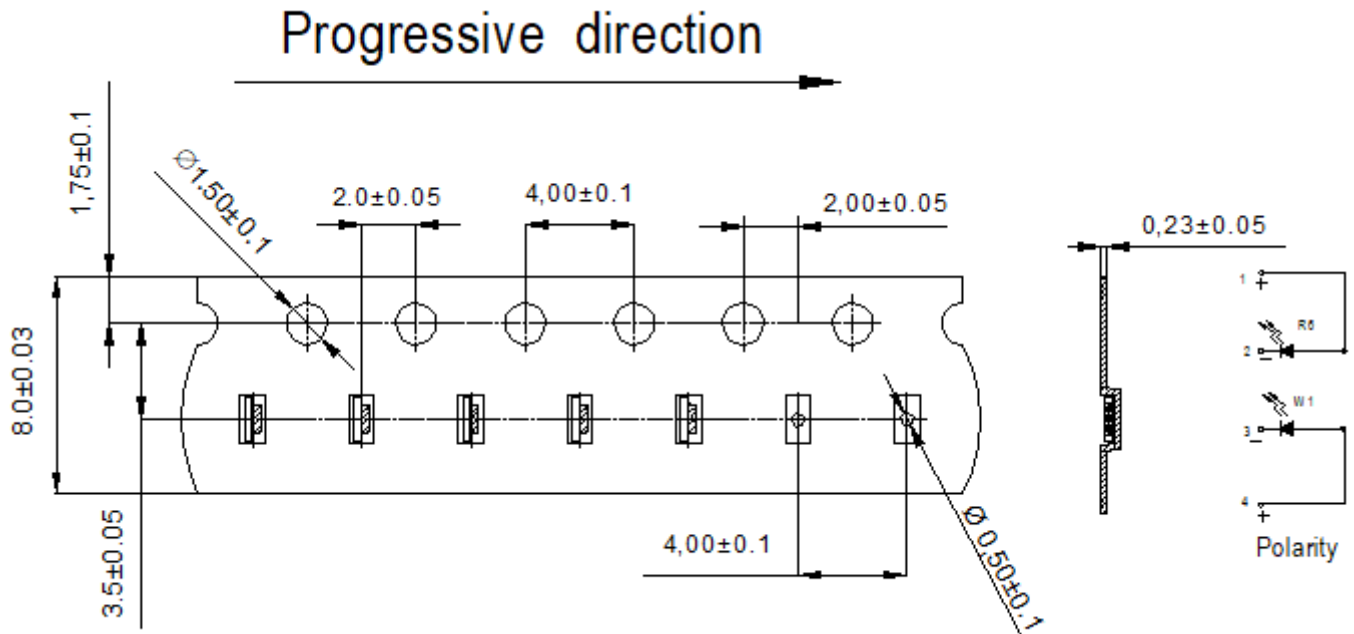 Progressive direction
1,75±0.1
Ø1.50±0.1
2.0±0.05
4,00±0.1
2,00±0.05
0,23±0.05
8.0±0.03
3.5±0.05
4,00±0.1
Ø 0,50±0.1
1
+
R6
2
−
W1
3
−
4
+
Polarity